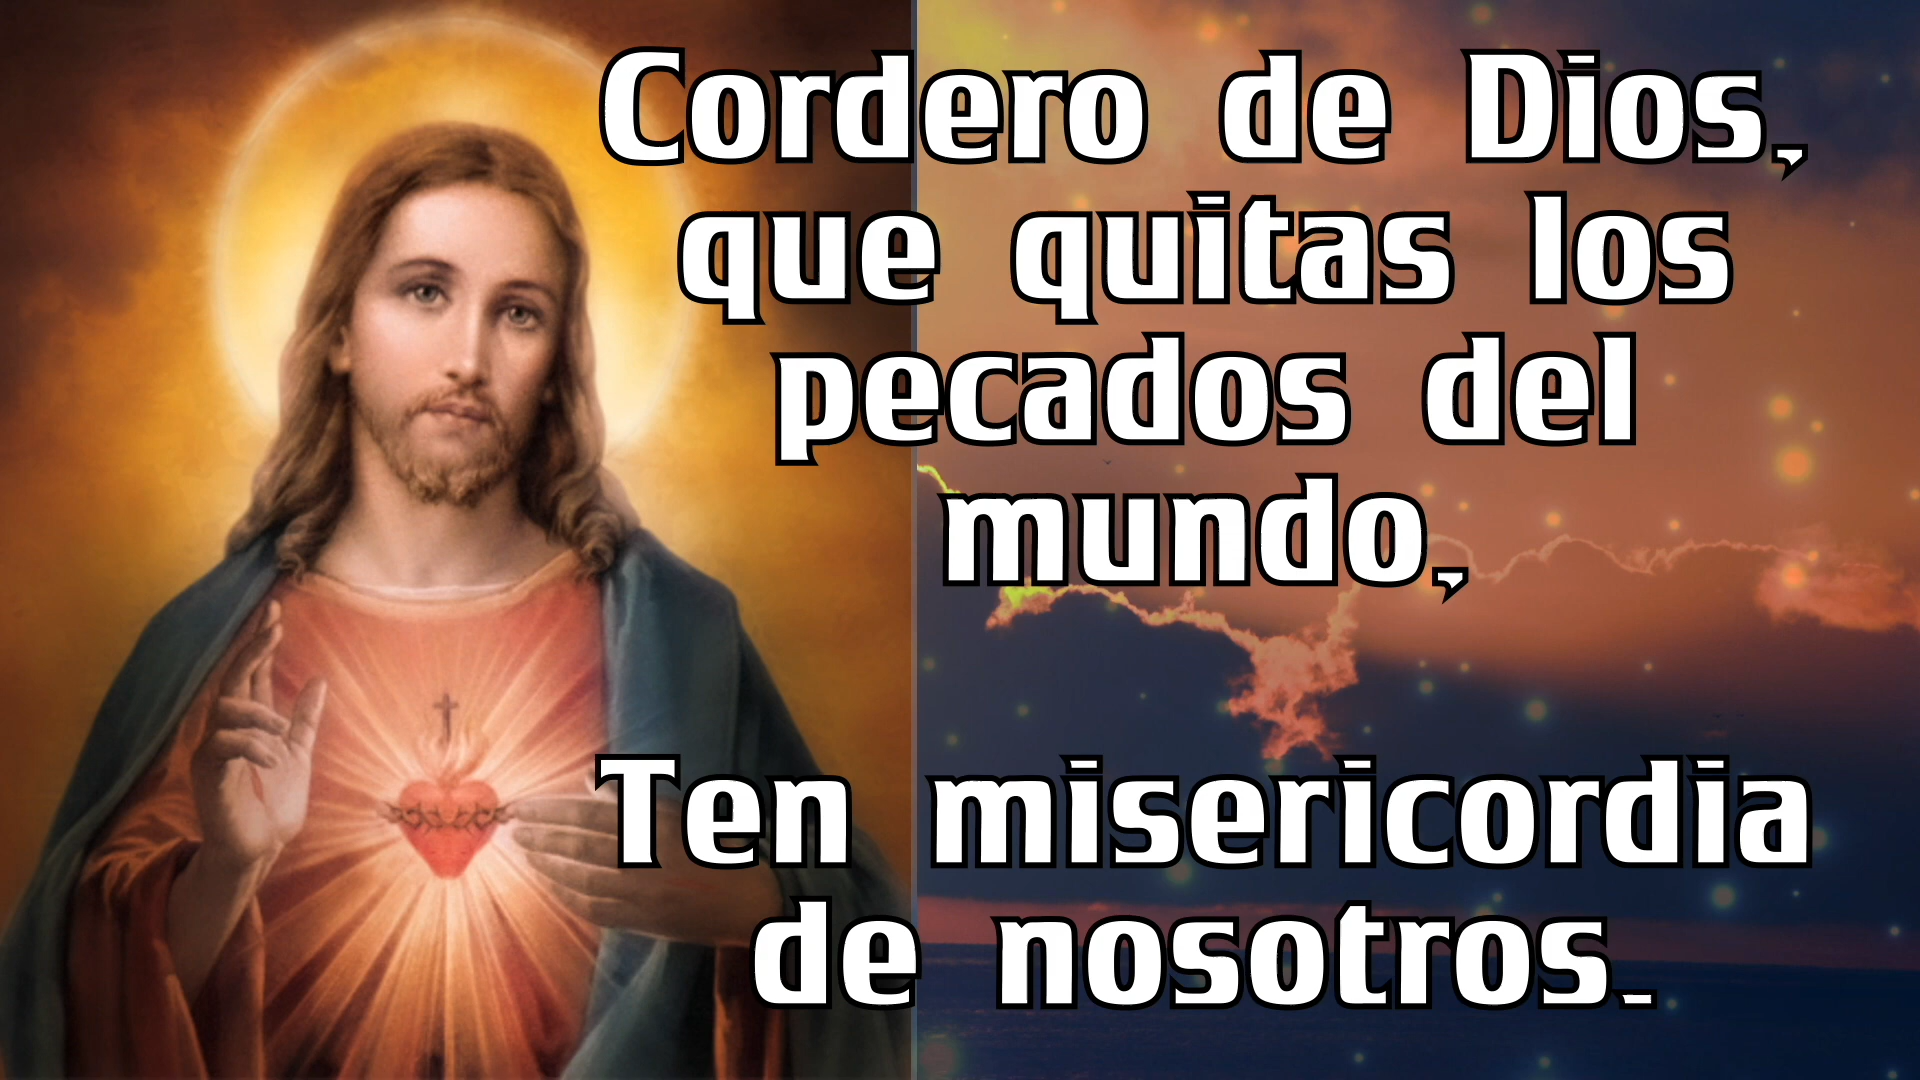 Cordero de Dios,
que quitas los
pecados del
mundo,
Ten misericordia
de nosotros.